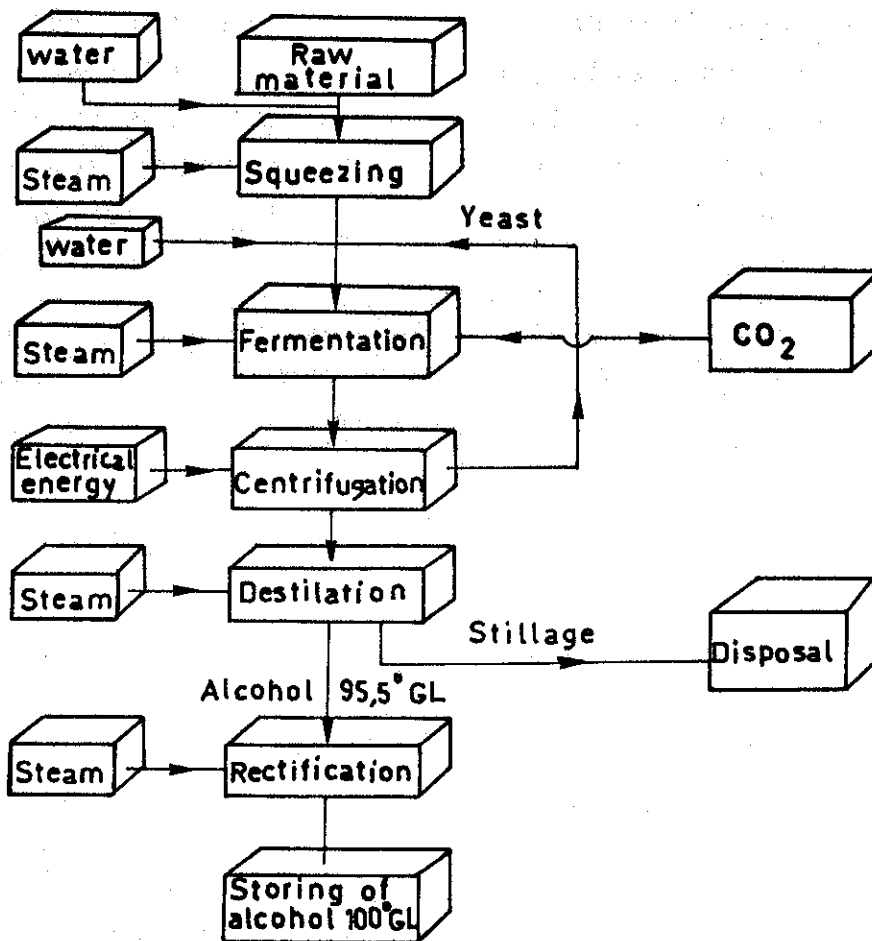 water
Raw
material
Steam
Squeezing
Yeast
water
Steam
Fermentation
CO₂
Electrical
energy
Centrifugation
Steam
Destilation
Stillage
Disposal
Alcohol 95,5°GL
Steam
Rectification
Storing of
alcohol 100°GL